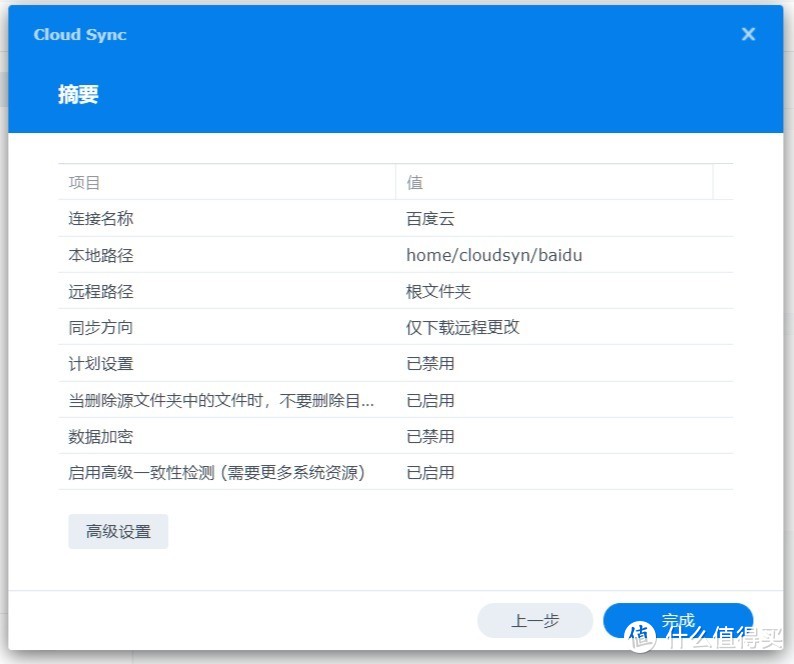 Cloud Sync
摘要
项目 值
连接名称 百度云
本地路径 home/cloudsyn/baidu
远程路径 根文件夹
同步方向 仅下载远程更改
计划设置 已禁用
当删除源文件夹中的文件时，不要删除目... 已启用
数据加密 已禁用
启用高级一致性检测 (需要更多系统资源) 已启用
高级设置
上一步 完成
值 什么值得买